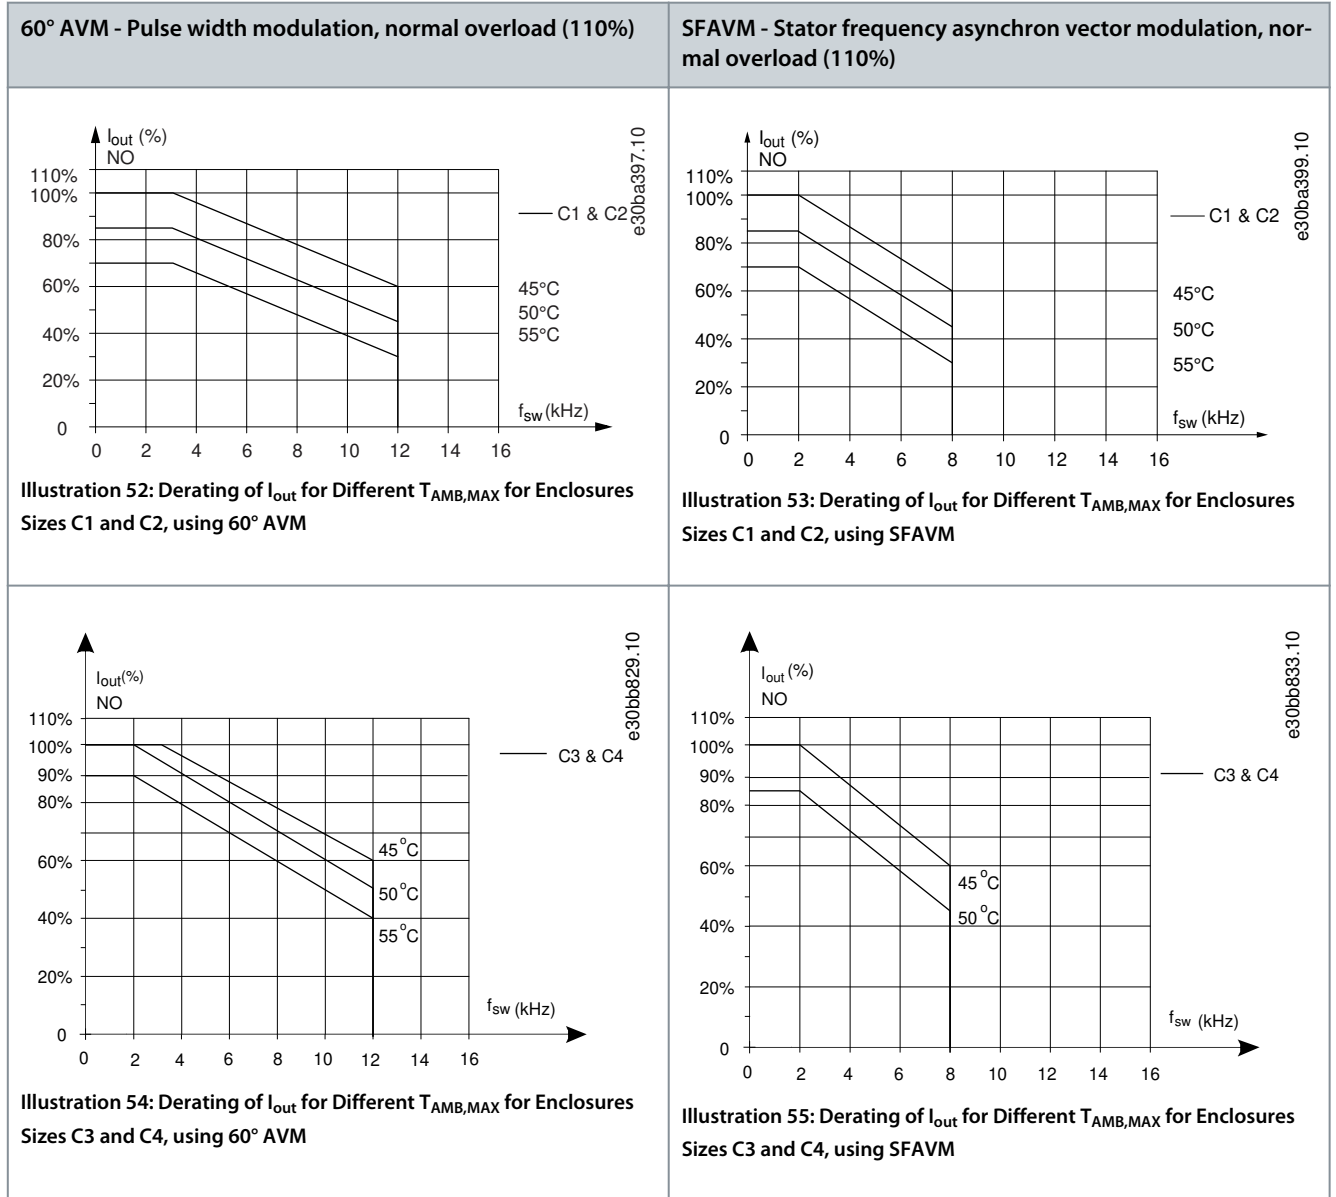 60° AVM - Pulse width modulation, normal overload (110%)
SFAVM - Stator frequency asynchron vector modulation, nor-
mal overload (110%)
Iout (%)
NO
110%
100%
80%
60%
40%
20%
0
0 2 4 6 8 10 12 14 16
C1 & C2
45°C
50°C
55°C
fsw (kHz)
e30ba397.10
Illustration 52: Derating of Iout for Different TAMB,MAX for Enclosures
Sizes C1 and C2, using 60° AVM
Iout (%)
NO
110%
100%
80%
60%
40%
20%
0
0 2 4 6 8 10 12 14 16
C1 & C2
45°C
50°C
55°C
fsw (kHz)
e30ba399.10
Illustration 53: Derating of Iout for Different TAMB,MAX for Enclosures
Sizes C1 and C2, using SFAVM
Iout(%)
NO
110%
100%
90%
80%
60%
40%
20%
0
0 2 4 6 8 10 12 14 16
C3 & C4
45°C
50°C
55°C
fsw (kHz)
e30bb829.10
Illustration 54: Derating of Iout for Different TAMB,MAX for Enclosures
Sizes C3 and C4, using 60° AVM
Iout (%)
NO
110%
100%
90%
80%
60%
40%
20%
0
0 2 4 6 8 10 12 14 16
C3 & C4
45°C
50°C
fsw (kHz)
e30bb833.10
Illustration 55: Derating of Iout for Different TAMB,MAX for Enclosures
Sizes C3 and C4, using SFAVM